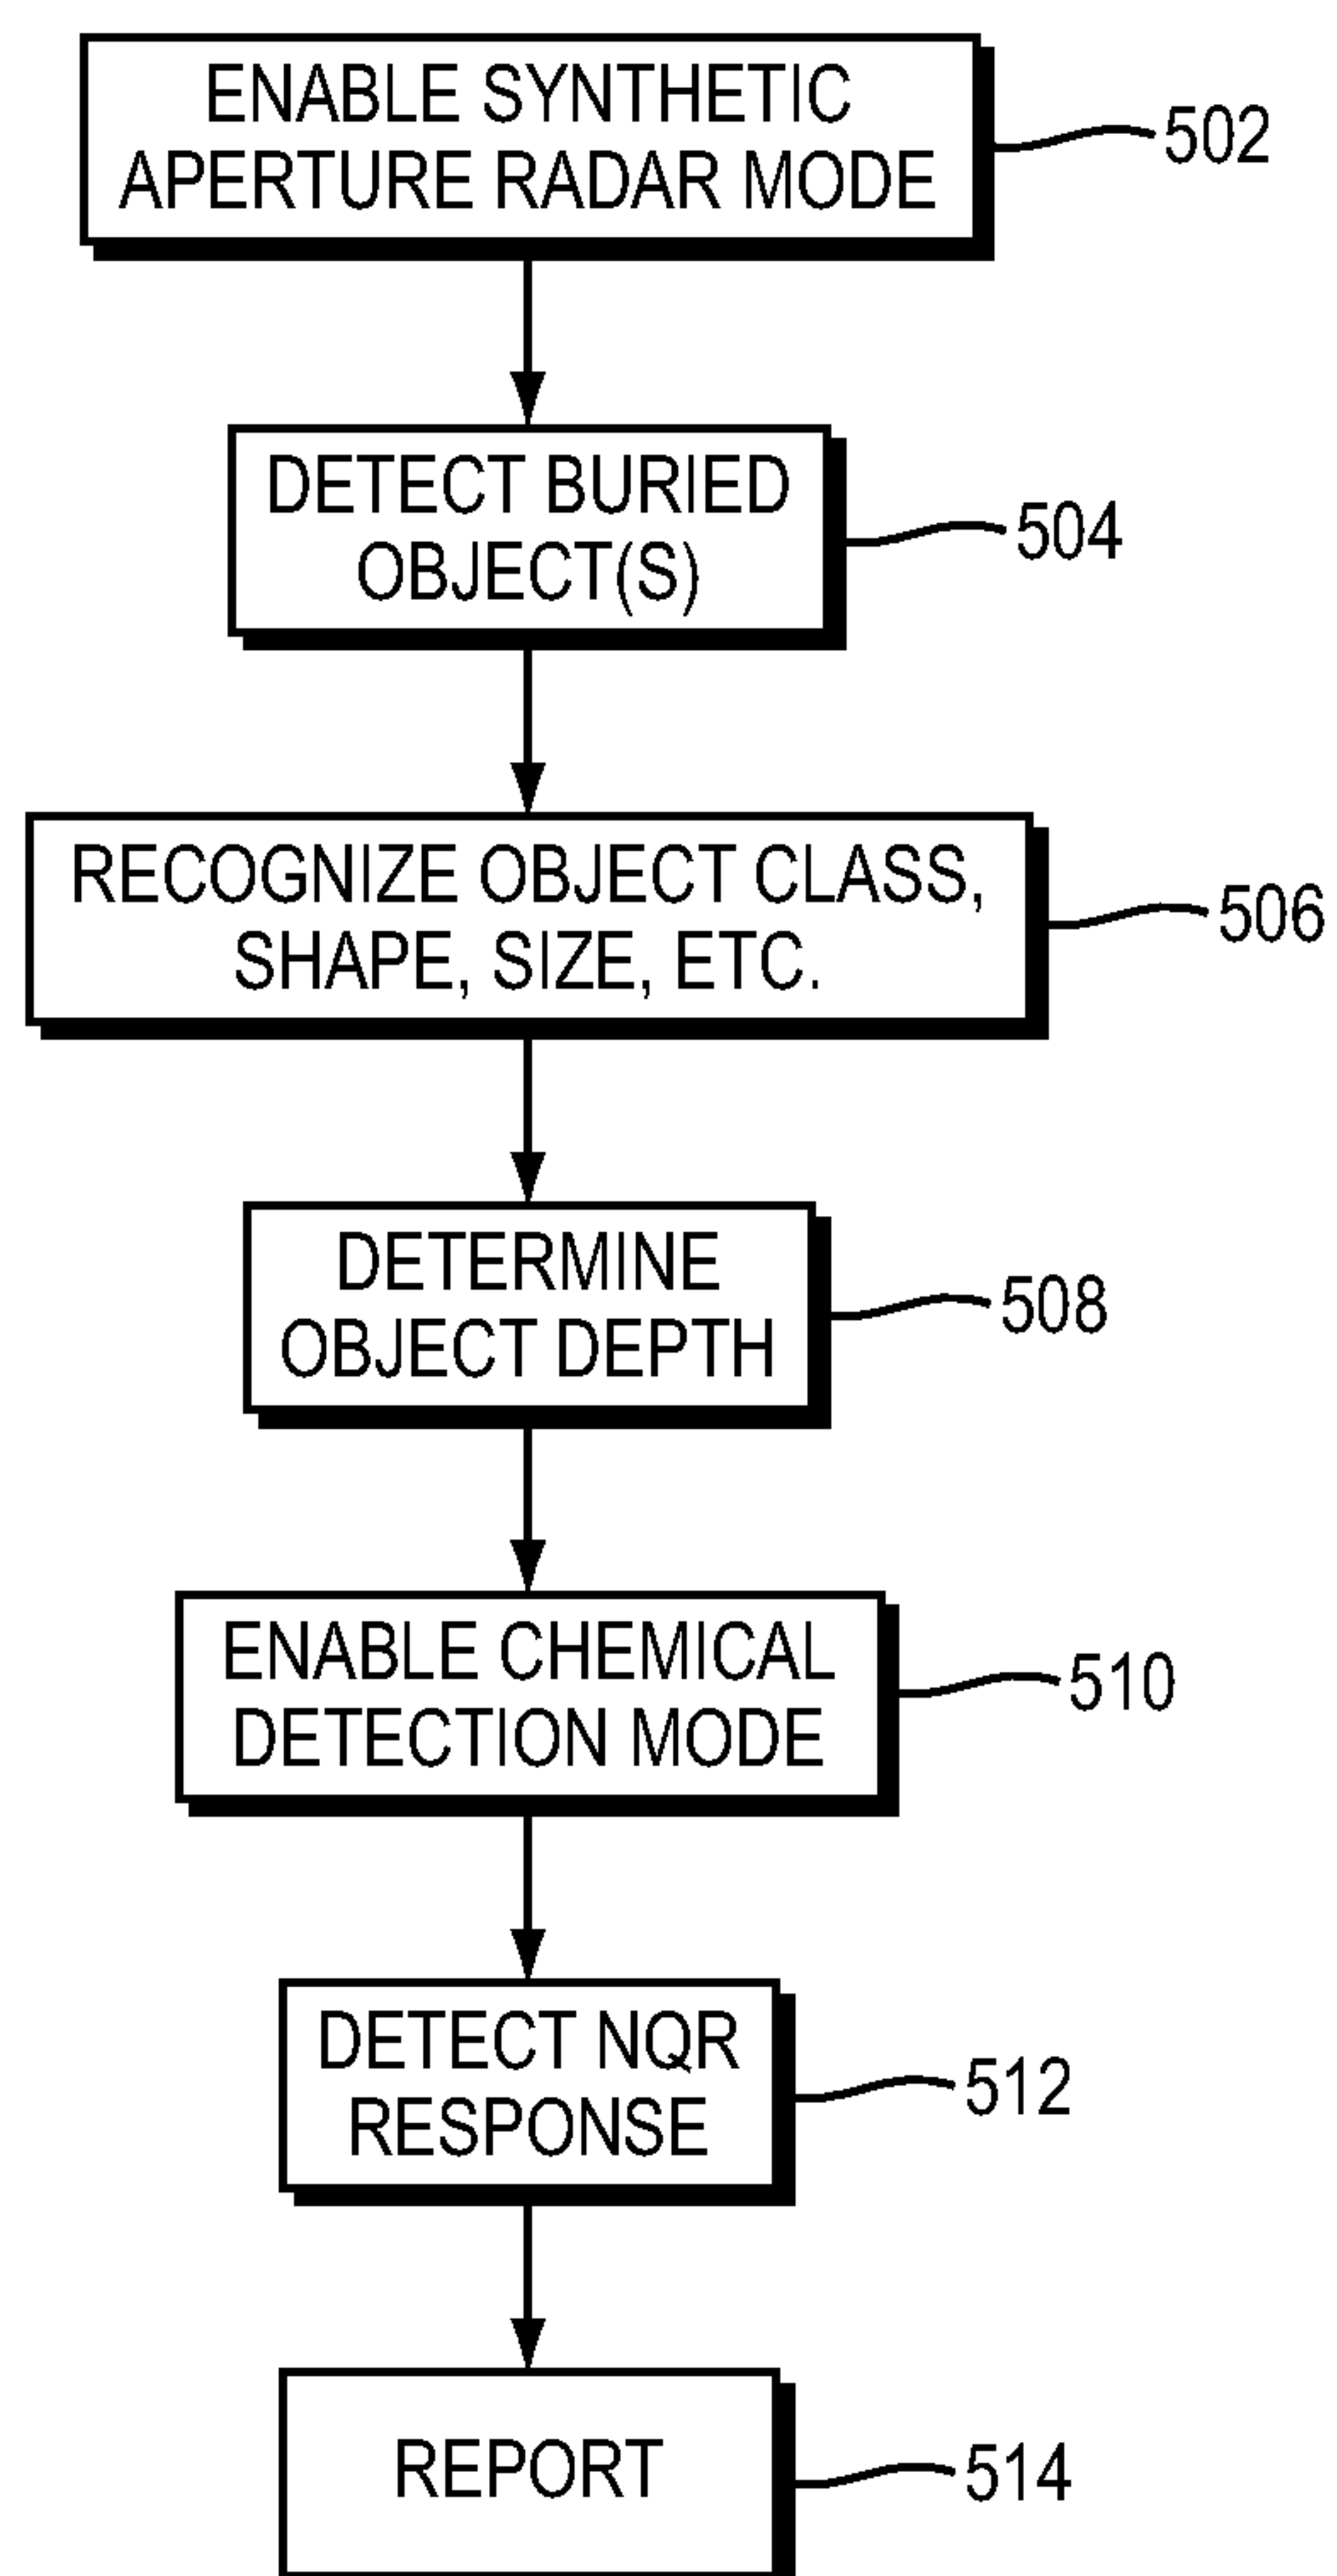 ENABLE SYNTHETIC
APERTURE RADAR MODE
502
DETECT BURIED
OBJECT(S)
504
RECOGNIZE OBJECT CLASS,
SHAPE, SIZE, ETC.
506
DETERMINE
OBJECT DEPTH
508
ENABLE CHEMICAL
DETECTION MODE
510
DETECT NQR
RESPONSE
512
REPORT
514